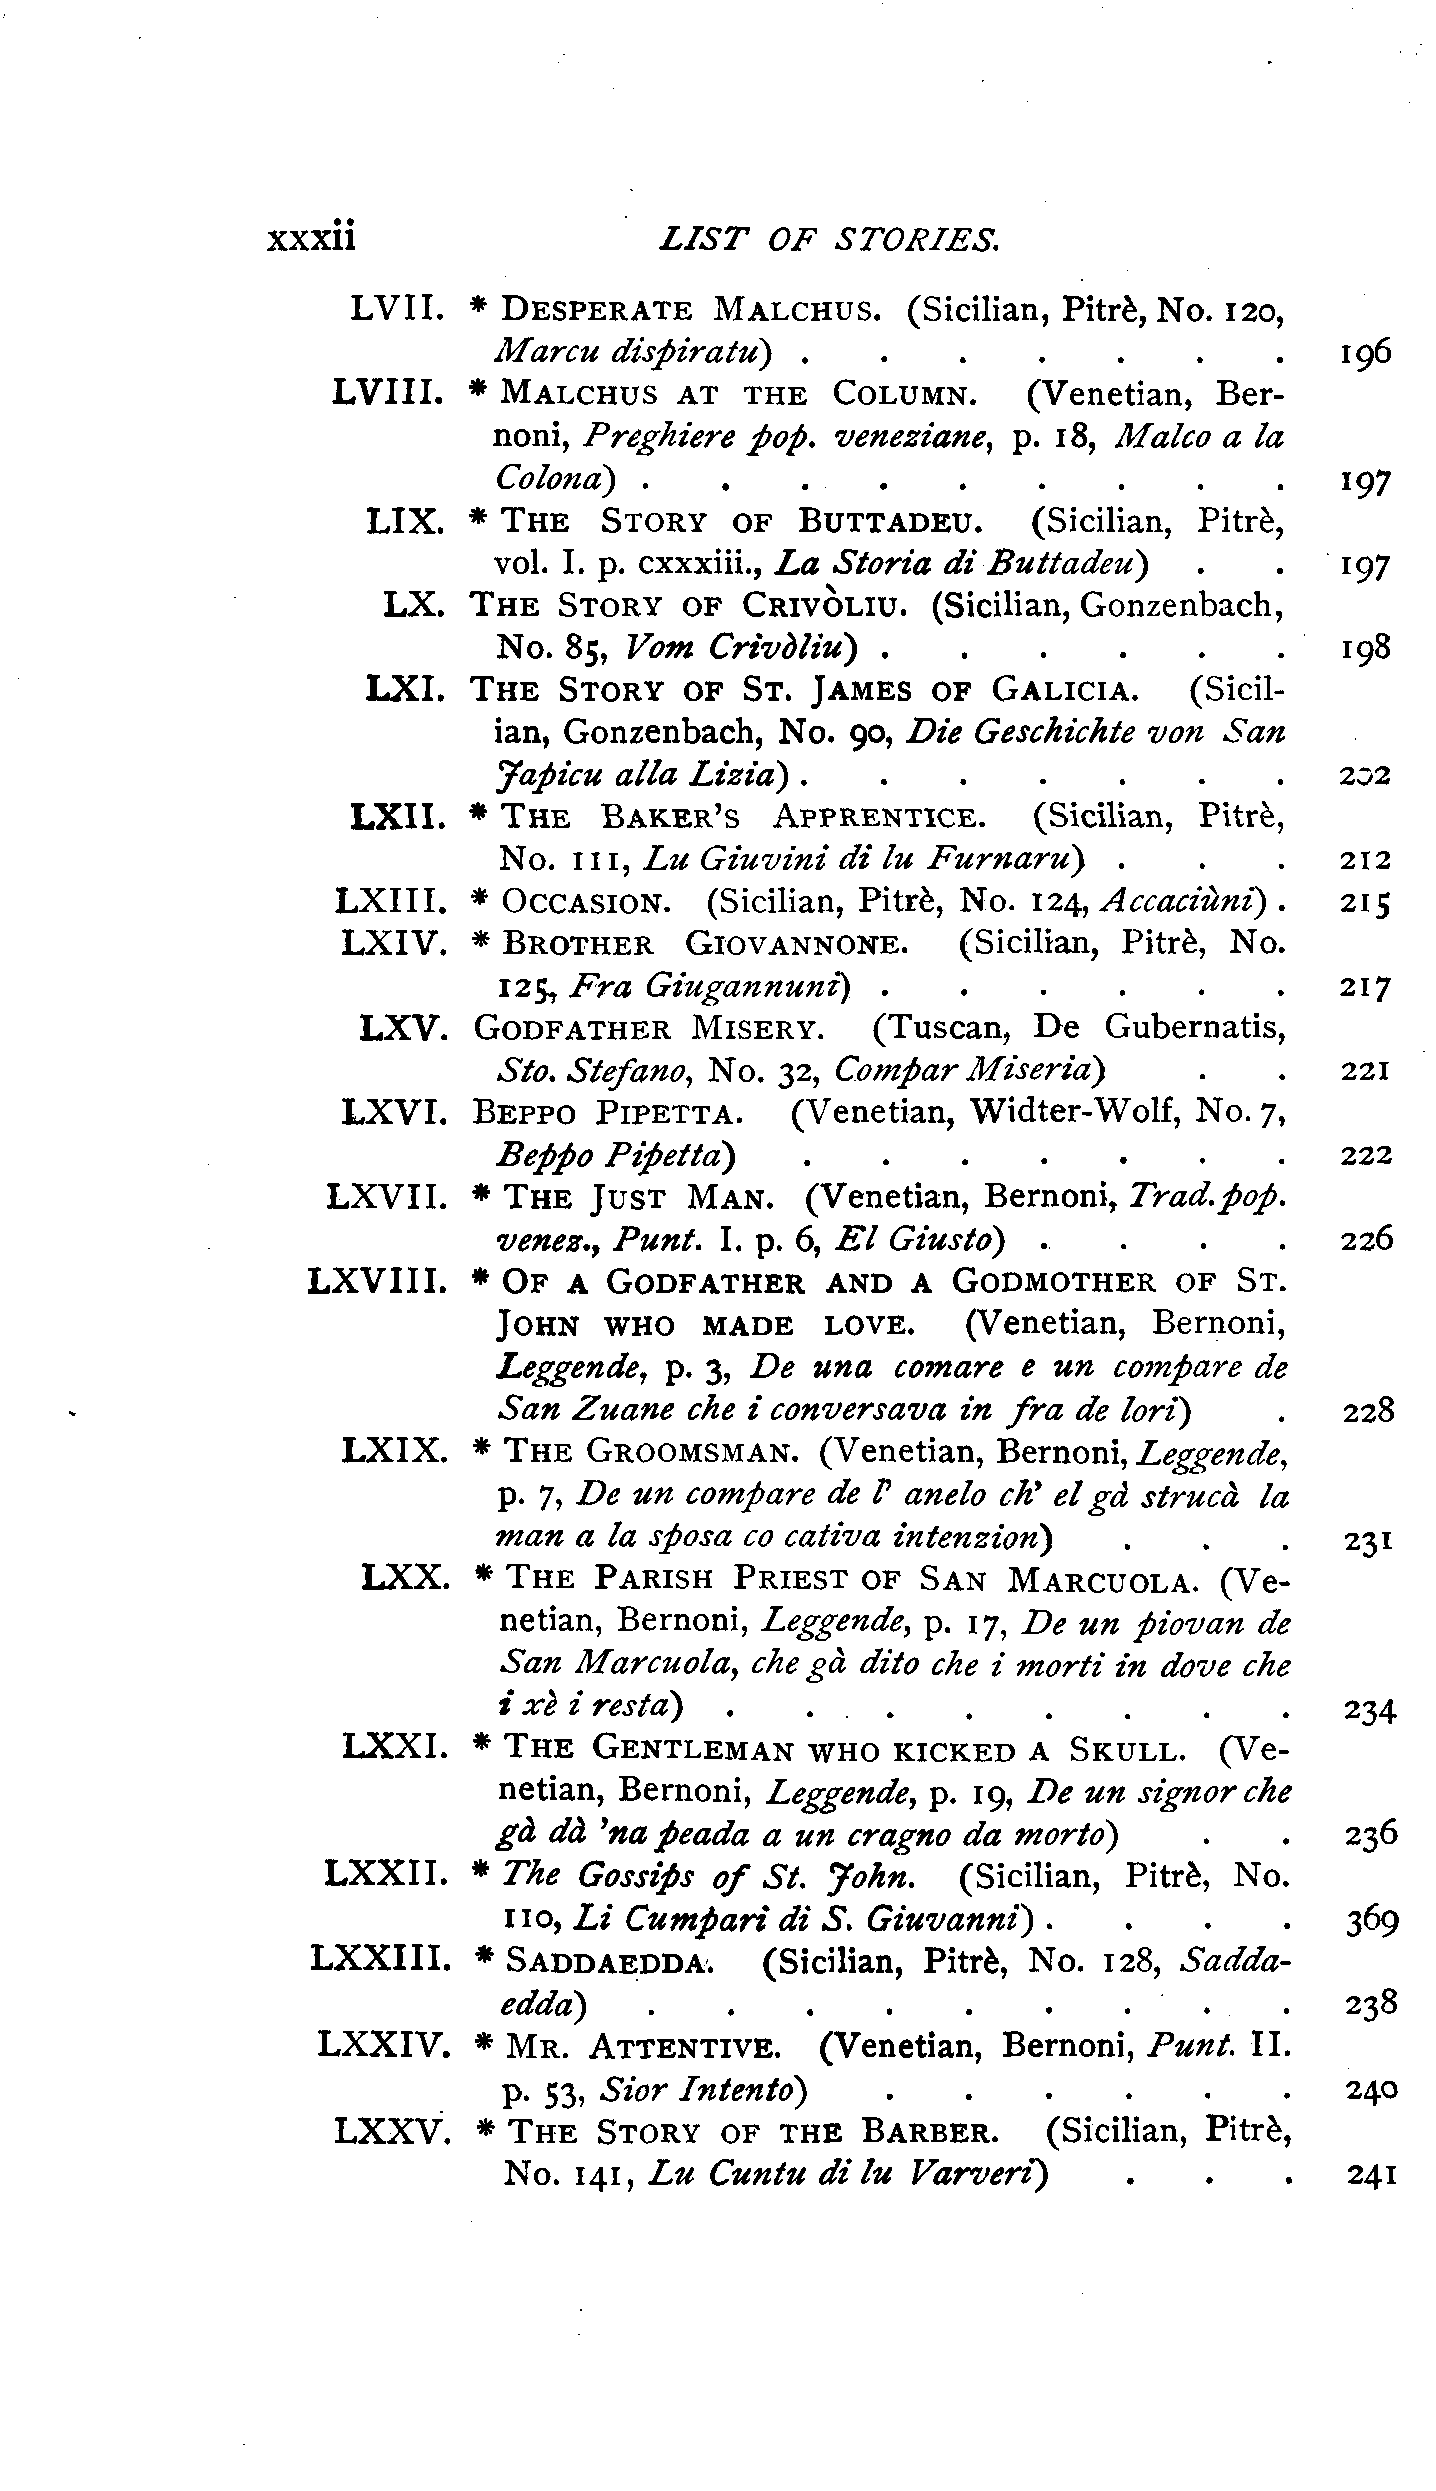 xxxii LIST OF STORIES.
LVII. * DESPERATE MALCHUS. (Sicilian, Pitrè, No. 120,
Marcu dispiratu) . . . . . . . 196
LVIII. * MALCHUS AT THE COLUMN. (Venetian, Ber-
noni, Preghiere pop. veneziane, p. 18, Malco a la
Colona) . . . . . . . . . 197
LIX. * THE STORY OF BUTTADEU. (Sicilian, Pitrè,
vol. I. p. cxxxiii., La Storia di Buttadeu) . . 197
LX. THE STORY OF CRIVÒLIU. (Sicilian, Gonzenbach,
No. 85, Vom Crivòliu) . . . . . . 198
LXI. THE STORY OF ST. JAMES OF GALICIA. (Sicil-
ian, Gonzenbach, No. 90, Die Geschichte von San
Japicu alla Lizia) . . . . . . . 202
LXII. * THE BAKER'S APPRENTICE. (Sicilian, Pitrè,
No. 111, Lu Giuvini di lu Furnaru) . . . 212
LXIII. * OCCASION. (Sicilian, Pitrè, No. 124, Accaciùni) . 215
LXIV. * BROTHER GIOVANNONE. (Sicilian, Pitrè, No.
125, Fra Giugannuni) . . . . . . 217
LXV. GODFATHER MISERY. (Tuscan, De Gubernatis,
Sto. Stefano, No. 32, Compar Miseria) . . 221
LXVI. BEPPO PIPETTA. (Venetian, Widter-Wolf, No. 7,
Beppo Pipetta) . . . . . . . 222
LXVII. * THE JUST MAN. (Venetian, Bernoni, Trad. pop.
venez., Punt. I. p. 6, El Giusto) . . . . 226
LXVIII. * OF A GODFATHER AND A GODMOTHER OF ST.
JOHN WHO MADE LOVE. (Venetian, Bernoni,
Leggende, p. 3, De una comare e un compare de
San Zuane che i conversava in fra de lori) . 228
LXIX. * THE GROOMSMAN. (Venetian, Bernoni, Leggende,
p. 7, De un compare de l' anelo ch' el gà strucà la
man a la sposa co cativa intenzion) . . . 231
LXX. * THE PARISH PRIEST OF SAN MARCUOLA. (Ve-
netian, Bernoni, Leggende, p. 17, De un piovan de
San Marcuola, che gà dito che i morti in dove che
i xè i resta) . . . . . . . . 234
LXXI. * THE GENTLEMAN WHO KICKED A SKULL. (Ve-
netian, Bernoni, Leggende, p. 19, De un signor che
gà dà 'na peada a un cragno da morto) . . 236
LXXII. * The Gossips of St. John. (Sicilian, Pitrè, No.
110, Li Cumpari di S. Giuvanni) . . . . 369
LXXIII. * SADDAEDDA. (Sicilian, Pitrè, No. 128, Sadda-
edda) . . . . . . . . . 238
LXXIV. * MR. ATTENTIVE. (Venetian, Bernoni, Punt. II.
p. 53, Sior Intento) . . . . . . 240
LXXV. * THE STORY OF THE BARBER. (Sicilian, Pitrè,
No. 141, Lu Cuntu di lu Varveri) . . . 241